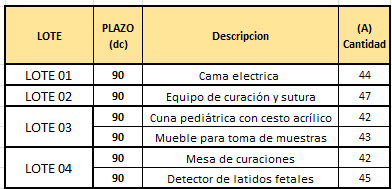 LOTE PLAZO (dc) Descripcion (A) Cantidad
LOTE 01 90 Cama electrica 44
LOTE 02 90 Equipo de curación y sutura 47
LOTE 03 90 Cuna pediátrica con cesto acrílico 42
90 Mueble para toma de muestras 43
LOTE 04 90 Mesa de curaciones 42
90 Detector de latidos fetales 45